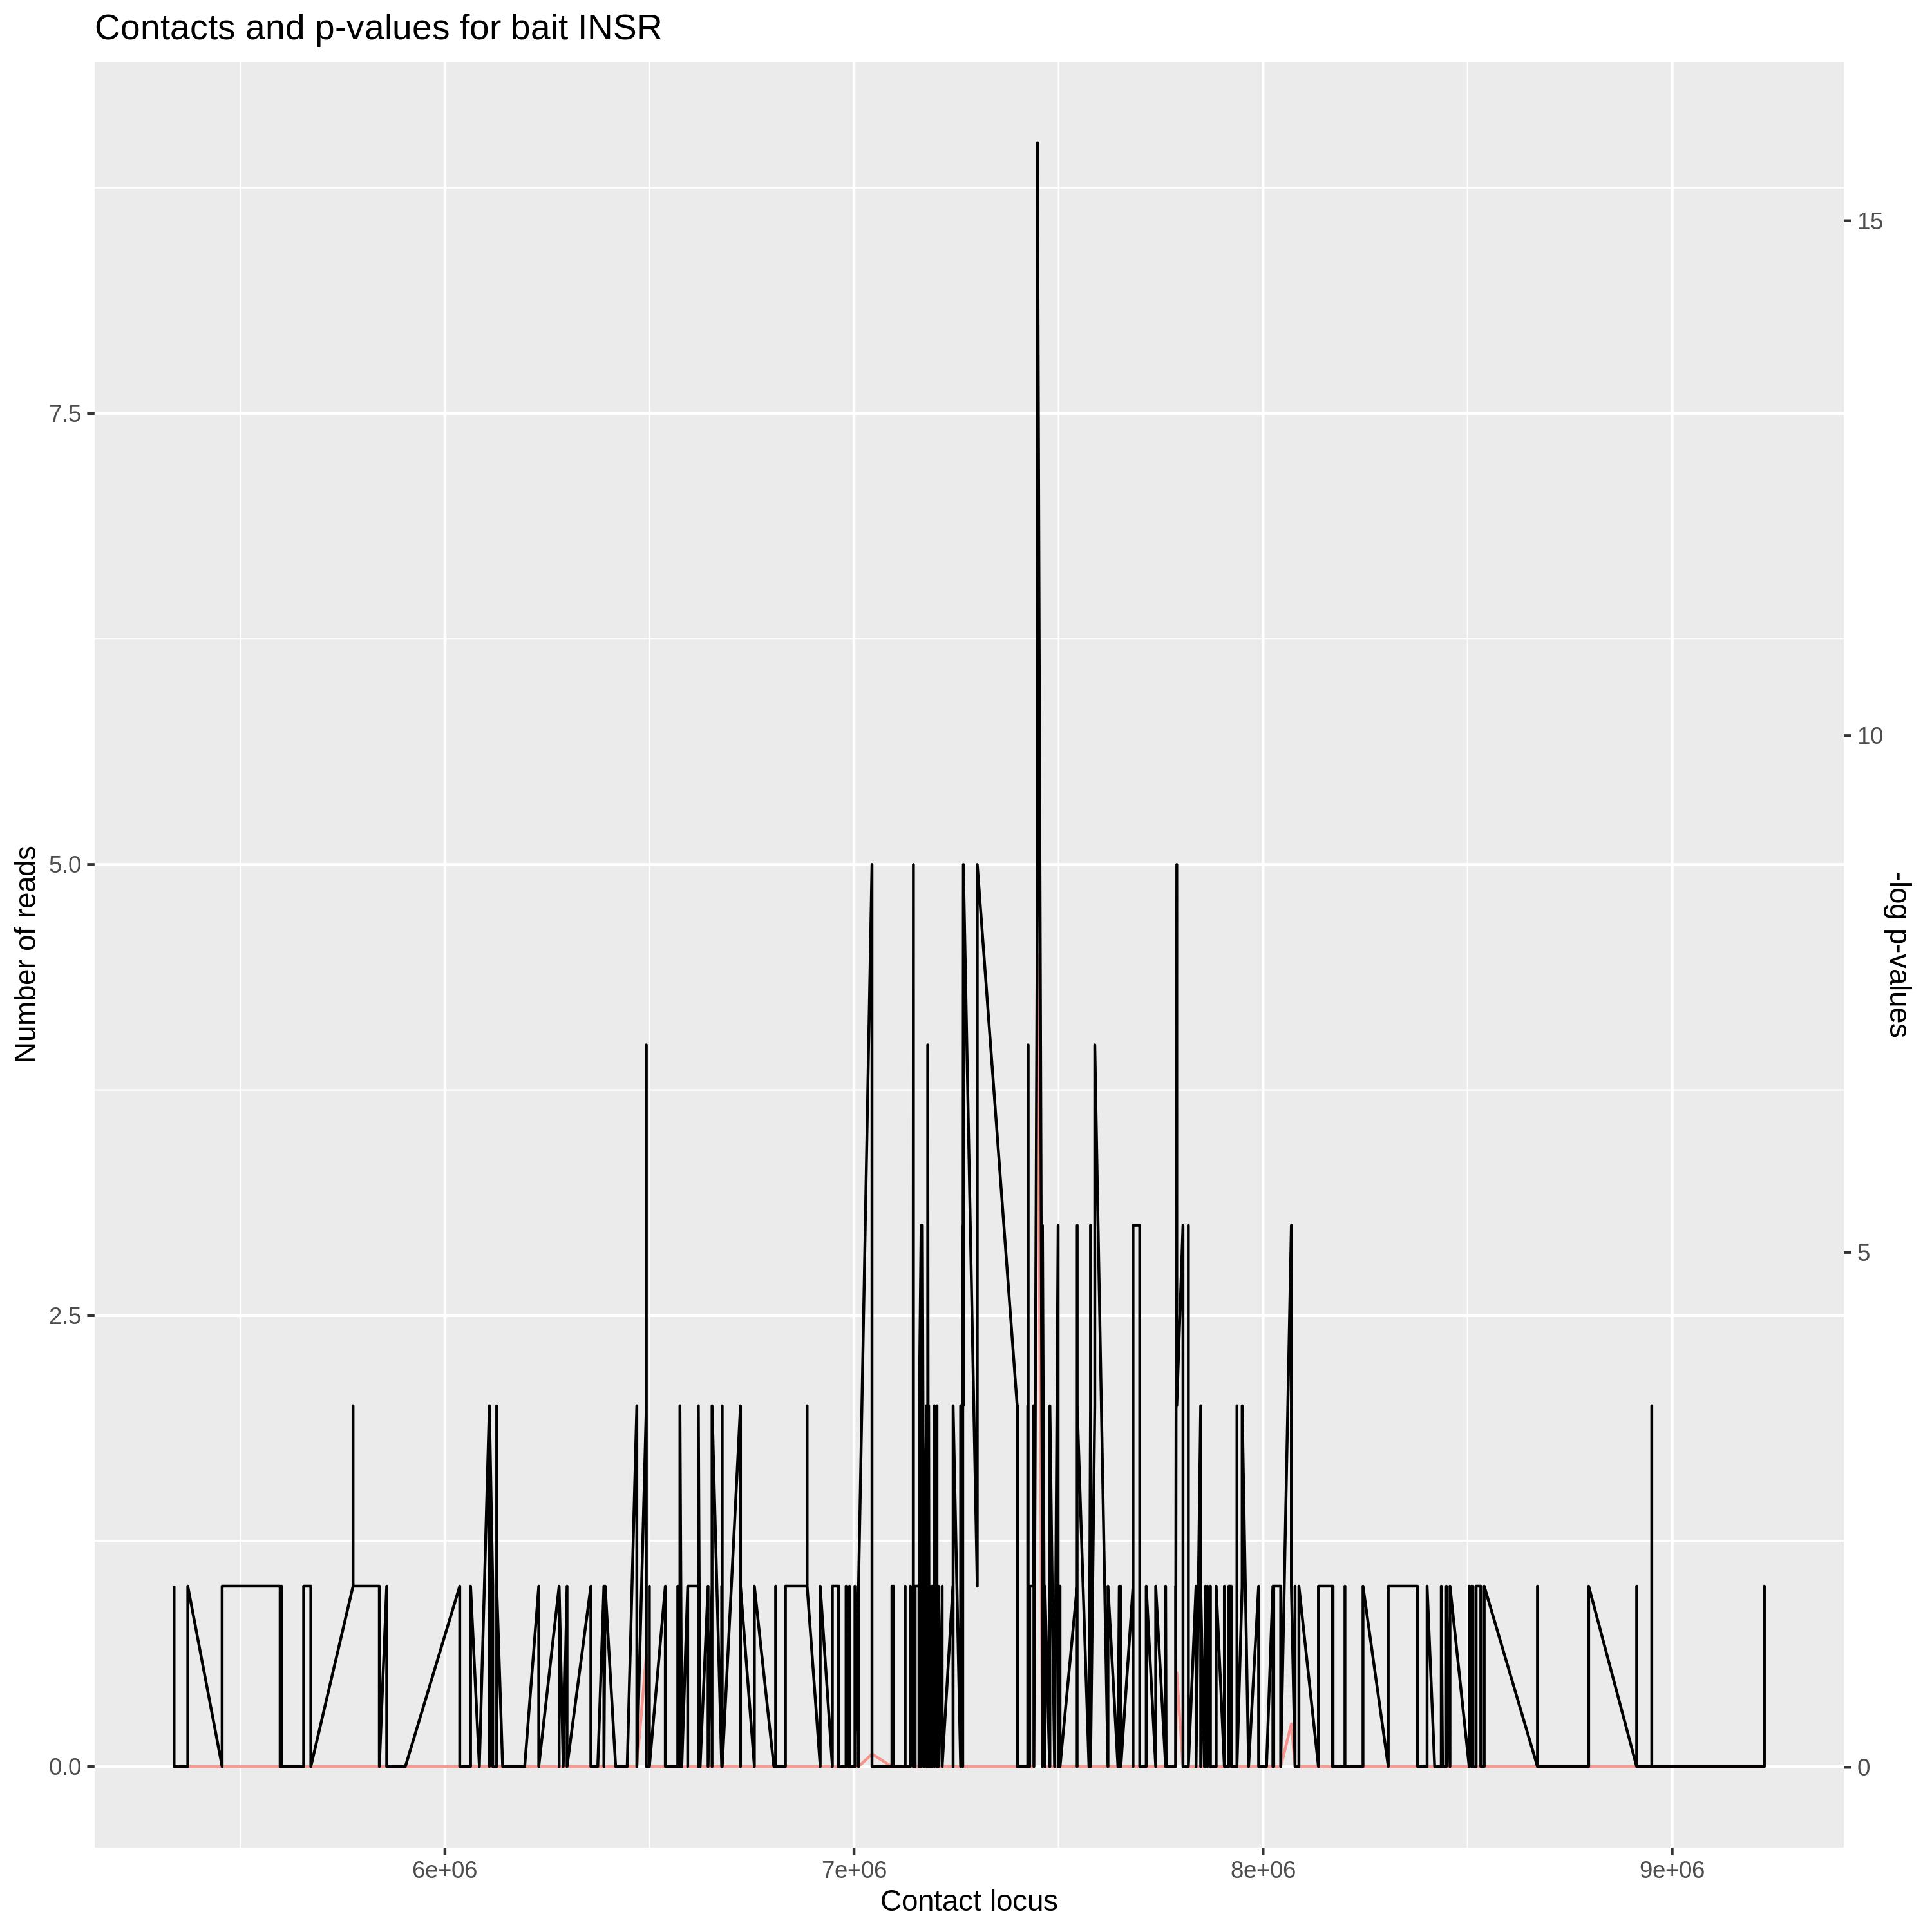 Contacts and p-values for bait INSR
7.5
5.0
2.5
0.0
Number of reads
15
10
5
0
-log p-values
6e+06
7e+06
8e+06
9e+06
Contact locus